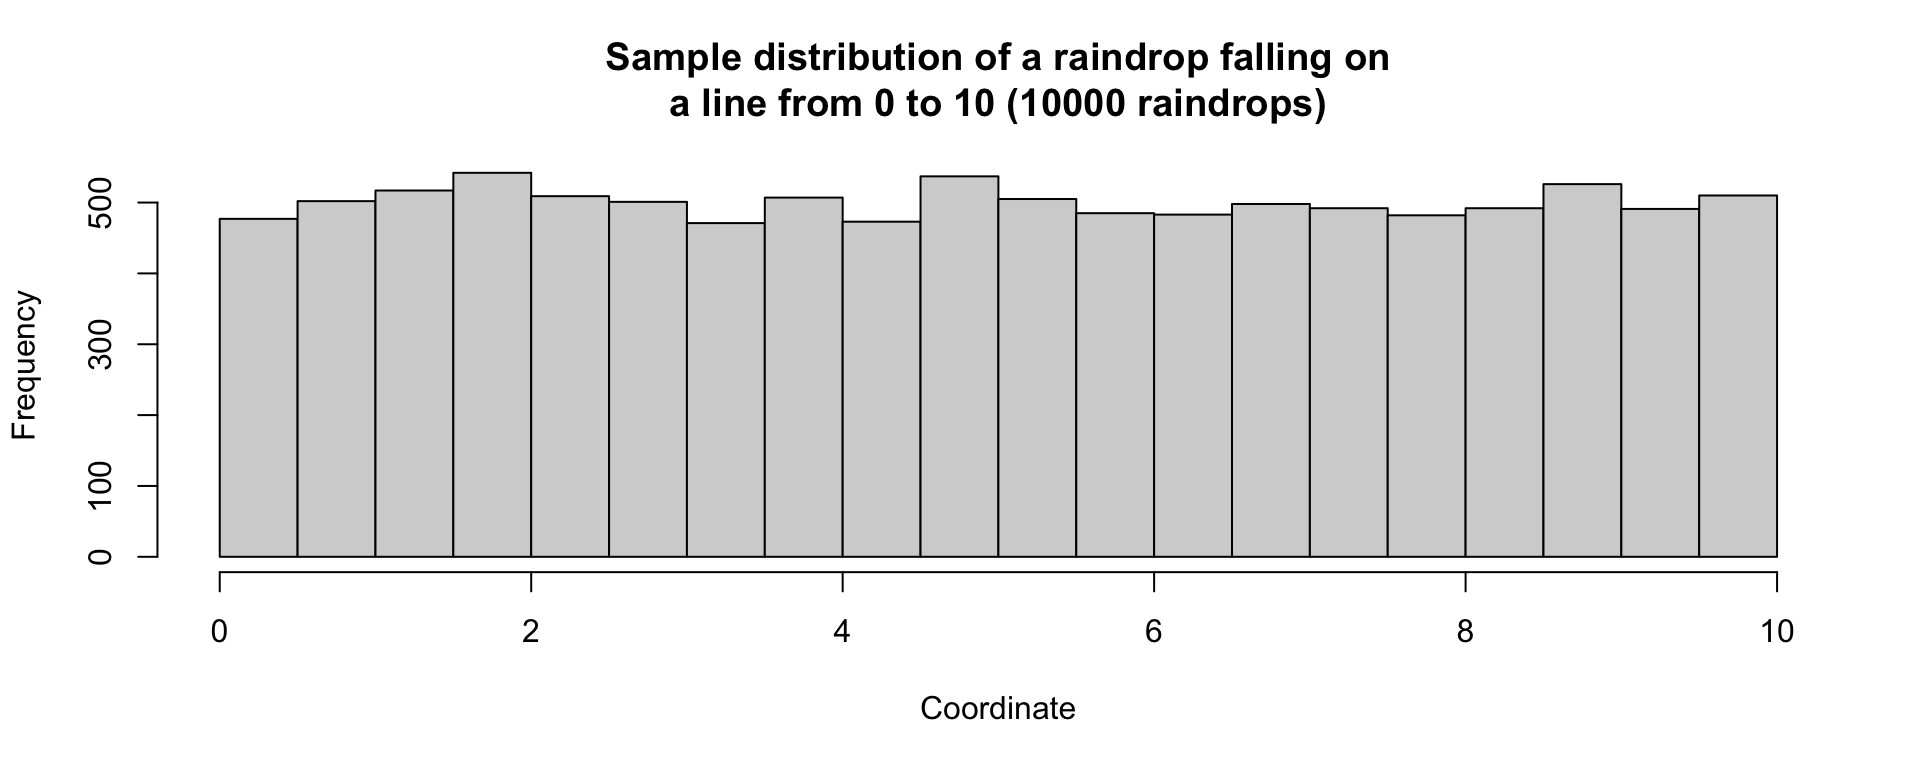 Sample distribution of a raindrop falling on
a line from 0 to 10 (10000 raindrops)
Frequency
500
300
100
0
0 2 4 6 8 10
Coordinate